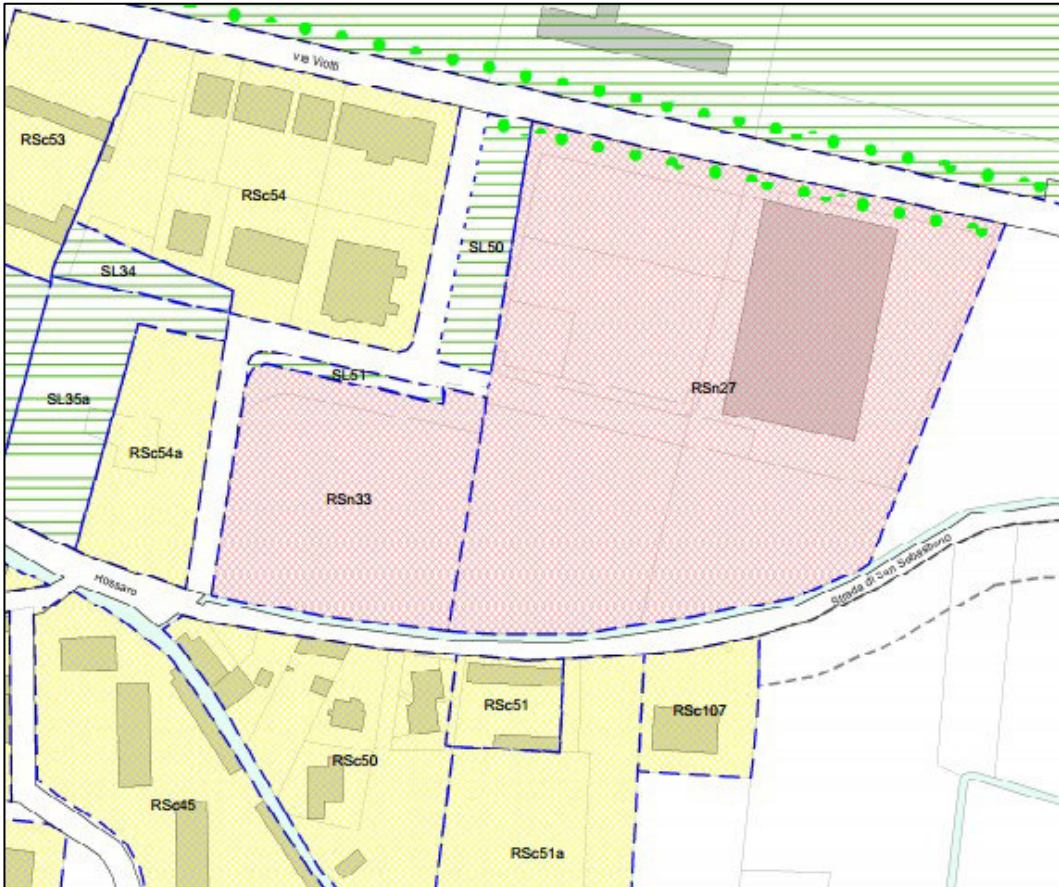 via Viotti
RSc53
RSc54
SL50
SL34
SL51
RSn27
SL35a
RSc54a
RSn33
Strada di San Sebastiano
Rossaro
RSc51
RSc107
RSc50
RSc45
RSc51a